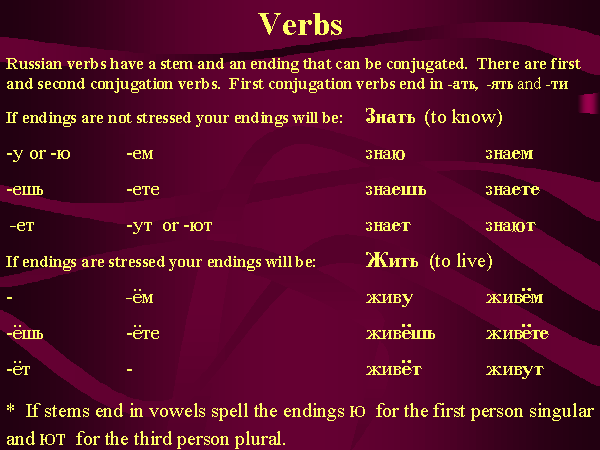 Verbs
Russian verbs have a stem and an ending that can be conjugated. There are first
and second conjugation verbs. First conjugation verbs end in -ать, -ять and -ти
If endings are not stressed your endings will be: Знать (to know)
-у or -ю -ем знаю знаем
-ешь -ете знаешь знаете
-ет -ут or -ют знает знают
If endings are stressed your endings will be: Жить (to live)
- -ём живу живём
-ёшь -ёте живёшь живёте
-ёт - живёт живут
* If stems end in vowels spell the endings ю for the first person singular
and ют for the third person plural.